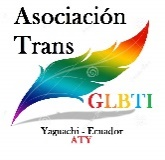 Asociación
Trans
GLBTI
Yaguachi - Ecuador
ATY